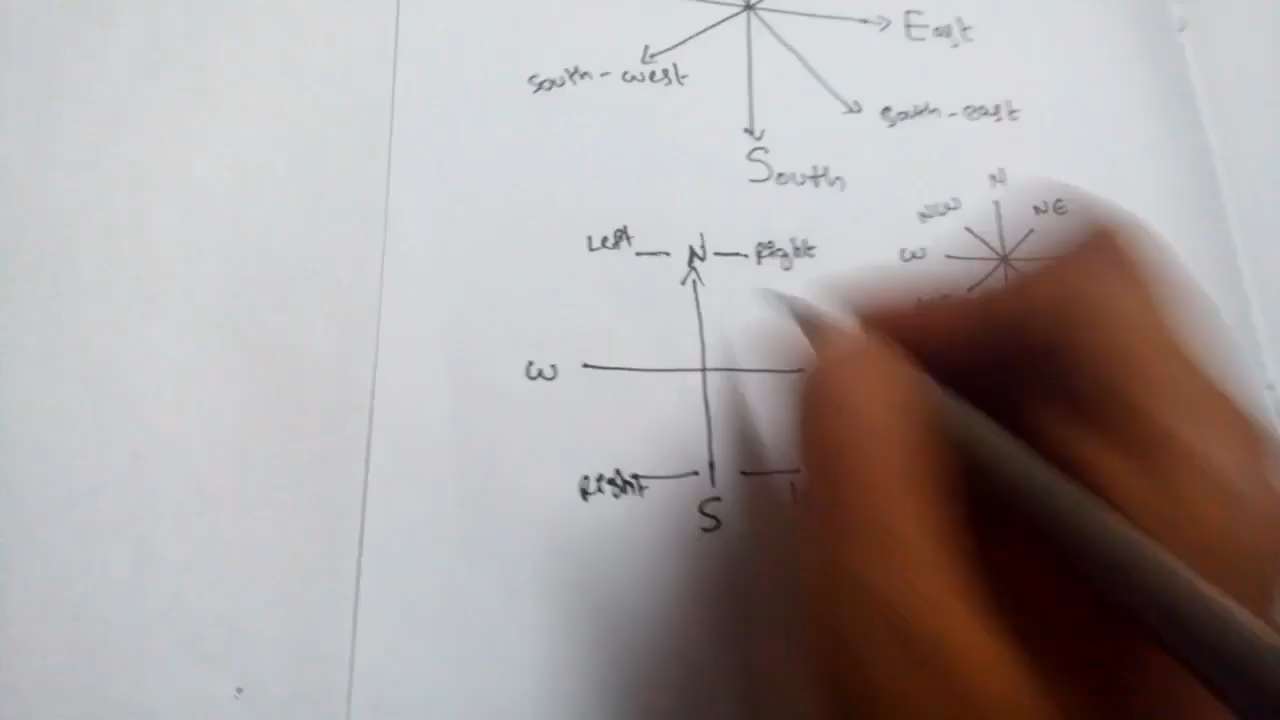 East
South-west
South-east
South
N
NW NE
W
Left — N — Right
W
Right
S